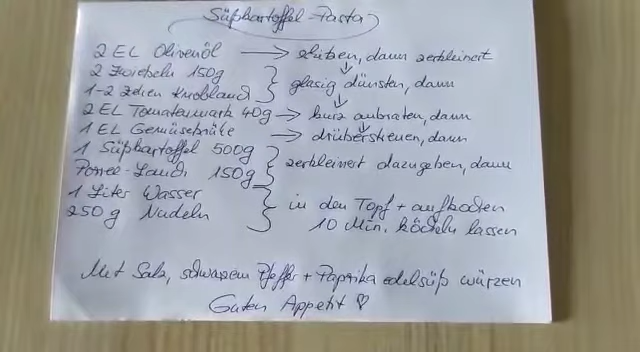 Süßkartoffel-Pasta
2 EL Olivenöl → erhitzen, dann zerkleinert
2 Zwiebeln 150g
1-2 Zehen Knoblauch } glasig dünsten, dann
2 EL Tomatenmark 40g → kurz anbraten, dann
1 EL Gemüsebrühe → drüberstreuen, dann
1 Süßkartoffel 500g
Porree-Lauch 150g } zerkleinert dazugeben, dann
1 Liter Wasser
250 g Nudeln } in den Topf + aufkochen
10 Min. köcheln lassen
Mit Salz, schwarzem Pfeffer + Paprika edelsüß würzen
Guten Appetit ♡